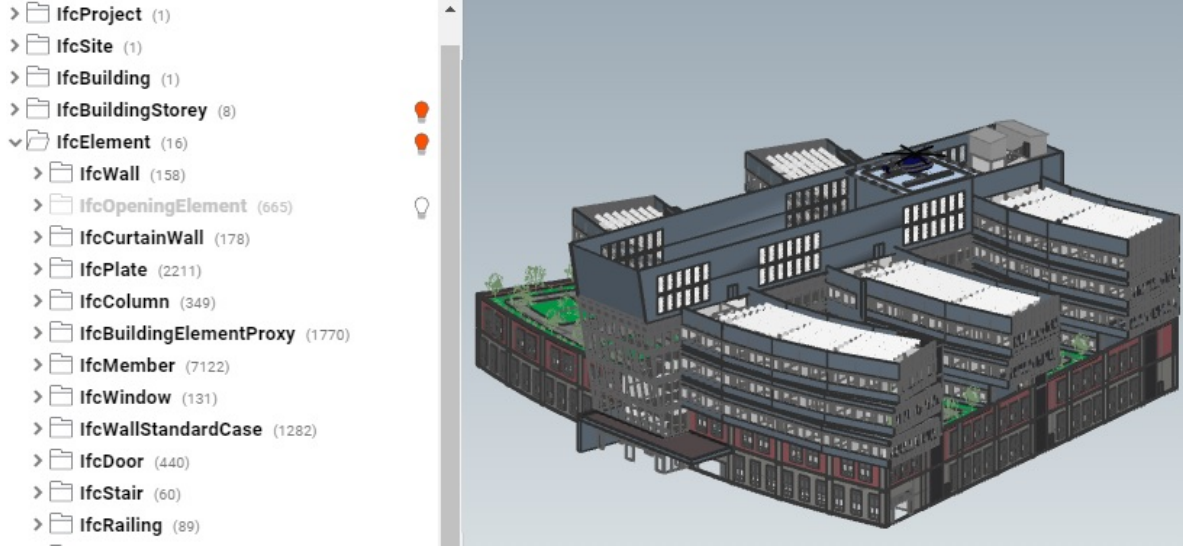 IfcProject (1)
IfcSite (1)
IfcBuilding (1)
IfcBuildingStorey (8)
IfcElement (16)
IfcWall (158)
IfcOpeningElement (665)
IfcCurtainWall (178)
IfcPlate (2211)
IfcColumn (349)
IfcBuildingElementProxy (1770)
IfcMember (7122)
IfcWindow (131)
IfcWallStandardCase (1282)
IfcDoor (440)
IfcStair (60)
IfcRailing (89)